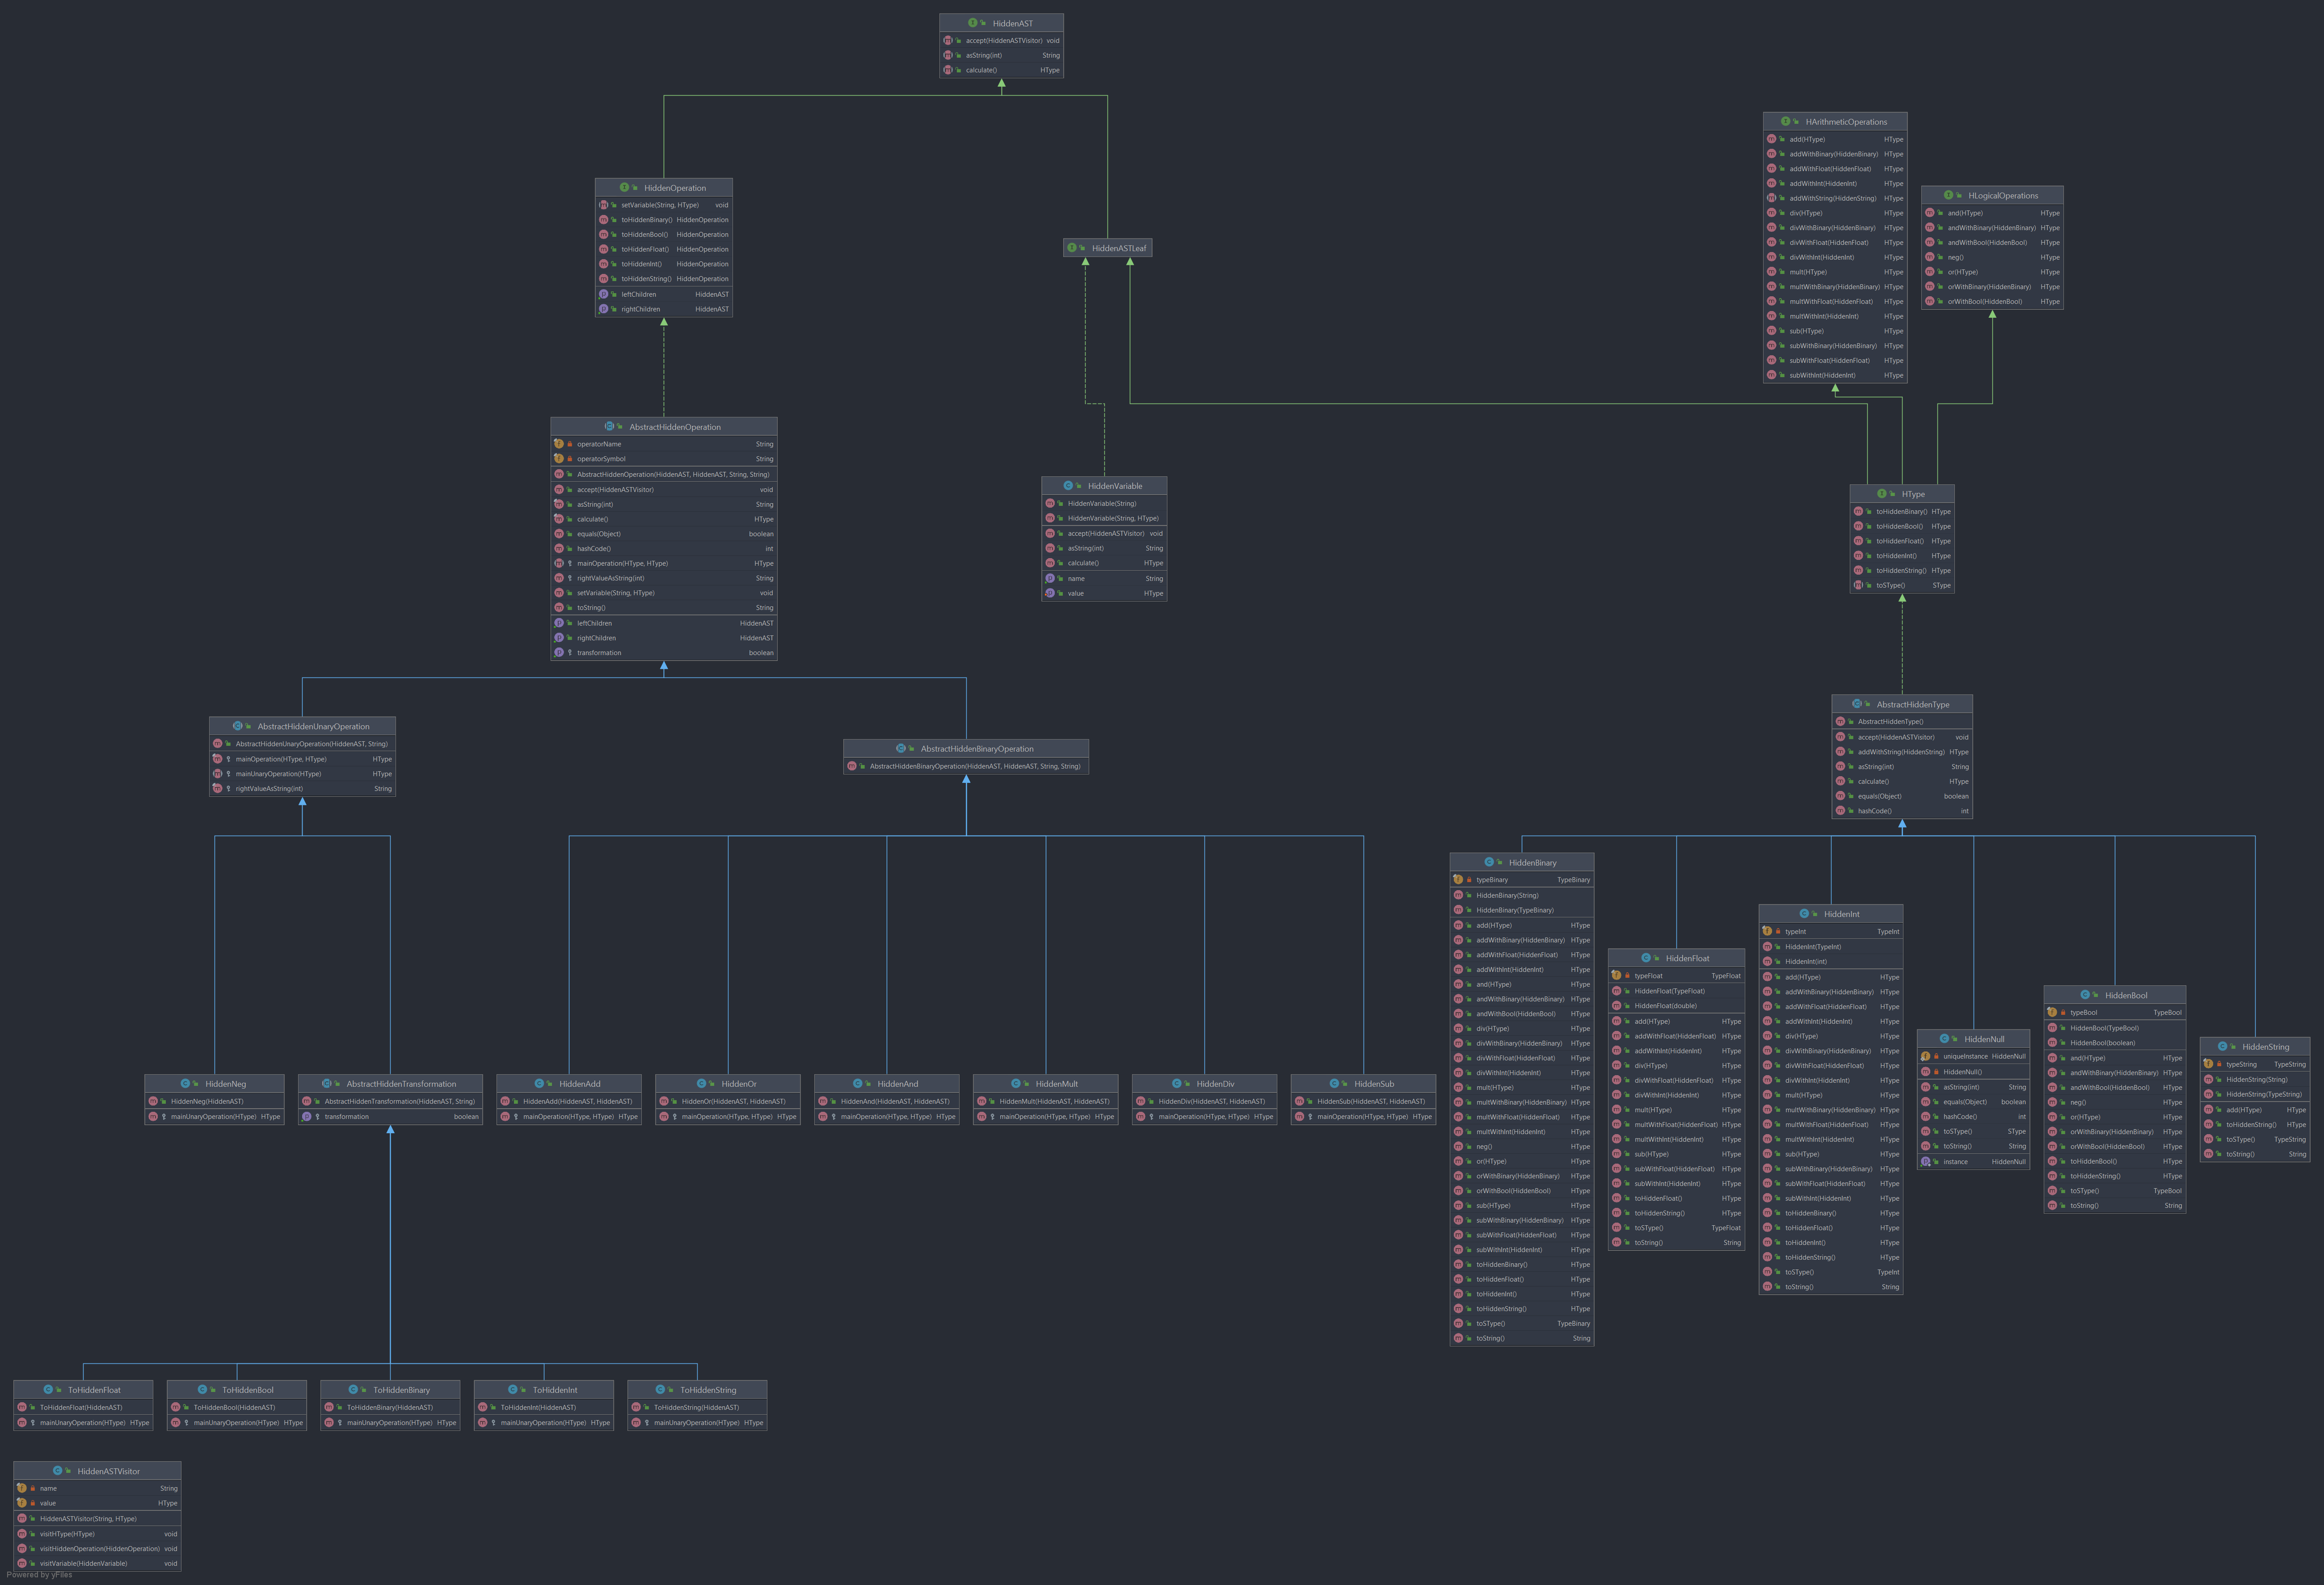 HiddenAST
accept(HiddenASTVisitor) void
asString(int) String
calculate() HType
HArithmeticOperations
add(HType) HType
addWithBinary(HiddenBinary) HType
addWithFloat(HiddenFloat) HType
addWithInt(HiddenInt) HType
addWithString(HiddenString) HType
div(HType) HType
divWithBinary(HiddenBinary) HType
divWithFloat(HiddenFloat) HType
divWithInt(HiddenInt) HType
mult(HType) HType
multWithBinary(HiddenBinary) HType
multWithFloat(HiddenFloat) HType
multWithInt(HiddenInt) HType
sub(HType) HType
subWithBinary(HiddenBinary) HType
subWithFloat(HiddenFloat) HType
subWithInt(HiddenInt) HType
HLogicalOperations
and(HType) HType
andWithBinary(HiddenBinary) HType
andWithBool(HiddenBool) HType
neg() HType
or(HType) HType
orWithBinary(HiddenBinary) HType
orWithBool(HiddenBool) HType
HiddenOperation
setVariable(String, HType) void
toHiddenBinary() HiddenOperation
toHiddenBool() HiddenOperation
toHiddenFloat() HiddenOperation
toHiddenInt() HiddenOperation
toHiddenString() HiddenOperation
leftChildren HiddenAST
rightChildren HiddenAST
HiddenASTLeaf
AbstractHiddenOperation
operatorName String
operatorSymbol String
AbstractHiddenOperation(HiddenAST, HiddenAST, String, String)
accept(HiddenASTVisitor) void
asString(int) String
calculate() HType
equals(Object) boolean
hashCode() int
mainOperation(HType, HType) HType
rightValueAsString(int) String
setVariable(String, HType) void
toString() String
leftChildren HiddenAST
rightChildren HiddenAST
transformation boolean
HiddenVariable
HiddenVariable(String)
HiddenVariable(String, HType)
accept(HiddenASTVisitor) void
asString(int) String
calculate() HType
name String
value HType
HType
toHiddenBinary() HType
toHiddenBool() HType
toHiddenFloat() HType
toHiddenInt() HType
toHiddenString() HType
toSType() SType
AbstractHiddenType
AbstractHiddenType()
accept(HiddenASTVisitor) void
addWithString(HiddenString) HType
asString(int) String
calculate() HType
equals(Object) boolean
hashCode() int
AbstractHiddenUnaryOperation
AbstractHiddenUnaryOperation(HiddenAST, String)
mainOperation(HType, HType) HType
mainUnaryOperation(HType) HType
rightValueAsString(int) String
AbstractHiddenBinaryOperation
AbstractHiddenBinaryOperation(HiddenAST, HiddenAST, String, String)
HiddenBinary
typeBinary TypeBinary
HiddenBinary(String)
HiddenBinary(TypeBinary)
add(HType) HType
addWithBinary(HiddenBinary) HType
addWithFloat(HiddenFloat) HType
addWithInt(HiddenInt) HType
and(HType) HType
andWithBinary(HiddenBinary) HType
andWithBool(HiddenBool) HType
div(HType) HType
divWithBinary(HiddenBinary) HType
divWithFloat(HiddenFloat) HType
divWithInt(HiddenInt) HType
mult(HType) HType
multWithBinary(HiddenBinary) HType
multWithFloat(HiddenFloat) HType
multWithInt(HiddenInt) HType
neg() HType
or(HType) HType
orWithBinary(HiddenBinary) HType
orWithBool(HiddenBool) HType
sub(HType) HType
subWithBinary(HiddenBinary) HType
subWithFloat(HiddenFloat) HType
subWithInt(HiddenInt) HType
toHiddenBinary() HType
toHiddenFloat() HType
toHiddenInt() HType
toHiddenString() HType
toSType() TypeBinary
toString() String
HiddenFloat
typeFloat TypeFloat
HiddenFloat(TypeFloat)
HiddenFloat(double)
add(HType) HType
addWithFloat(HiddenFloat) HType
addWithInt(HiddenInt) HType
div(HType) HType
divWithFloat(HiddenFloat) HType
divWithInt(HiddenInt) HType
mult(HType) HType
multWithFloat(HiddenFloat) HType
multWithInt(HiddenInt) HType
sub(HType) HType
subWithFloat(HiddenFloat) HType
subWithInt(HiddenInt) HType
toHiddenFloat() HType
toHiddenString() HType
toSType() TypeFloat
toString() String
HiddenInt
typeInt TypeInt
HiddenInt(TypeInt)
HiddenInt(int)
add(HType) HType
addWithBinary(HiddenBinary) HType
addWithFloat(HiddenFloat) HType
addWithInt(HiddenInt) HType
div(HType) HType
divWithBinary(HiddenBinary) HType
divWithFloat(HiddenFloat) HType
divWithInt(HiddenInt) HType
mult(HType) HType
multWithBinary(HiddenBinary) HType
multWithFloat(HiddenFloat) HType
multWithInt(HiddenInt) HType
sub(HType) HType
subWithBinary(HiddenBinary) HType
subWithFloat(HiddenFloat) HType
subWithInt(HiddenInt) HType
toHiddenBinary() HType
toHiddenFloat() HType
toHiddenInt() HType
toHiddenString() HType
toSType() TypeInt
toString() String
HiddenNull
uniqueInstance HiddenNull
HiddenNull()
asString(int) String
equals(Object) boolean
hashCode() int
toSType() SType
toString() String
instance HiddenNull
HiddenBool
typeBool TypeBool
HiddenBool(TypeBool)
HiddenBool(boolean)
and(HType) HType
andWithBinary(HiddenBinary) HType
andWithBool(HiddenBool) HType
neg() HType
or(HType) HType
orWithBinary(HiddenBinary) HType
orWithBool(HiddenBool) HType
toHiddenBool() HType
toHiddenString() HType
toSType() TypeBool
toString() String
HiddenString
typeString TypeString
HiddenString(String)
HiddenString(TypeString)
add(HType) HType
toHiddenString() HType
toSType() TypeString
toString() String
HiddenNeg
HiddenNeg(HiddenAST)
mainUnaryOperation(HType) HType
AbstractHiddenTransformation
AbstractHiddenTransformation(HiddenAST, String)
transformation boolean
HiddenAdd
HiddenAdd(HiddenAST, HiddenAST)
mainOperation(HType, HType) HType
HiddenOr
HiddenOr(HiddenAST, HiddenAST)
mainOperation(HType, HType) HType
HiddenAnd
HiddenAnd(HiddenAST, HiddenAST)
mainOperation(HType, HType) HType
HiddenMult
HiddenMult(HiddenAST, HiddenAST)
mainOperation(HType, HType) HType
HiddenDiv
HiddenDiv(HiddenAST, HiddenAST)
mainOperation(HType, HType) HType
HiddenSub
HiddenSub(HiddenAST, HiddenAST)
mainOperation(HType, HType) HType
ToHiddenFloat
ToHiddenFloat(HiddenAST)
mainUnaryOperation(HType) HType
ToHiddenBool
ToHiddenBool(HiddenAST)
mainUnaryOperation(HType) HType
ToHiddenBinary
ToHiddenBinary(HiddenAST)
mainUnaryOperation(HType) HType
ToHiddenInt
ToHiddenInt(HiddenAST)
mainUnaryOperation(HType) HType
ToHiddenString
ToHiddenString(HiddenAST)
mainUnaryOperation(HType) HType
HiddenASTVisitor
name String
value HType
HiddenASTVisitor(String, HType)
visitHType(HType) void
visitHiddenOperation(HiddenOperation) void
visitVariable(HiddenVariable) void
Powered by yFiles